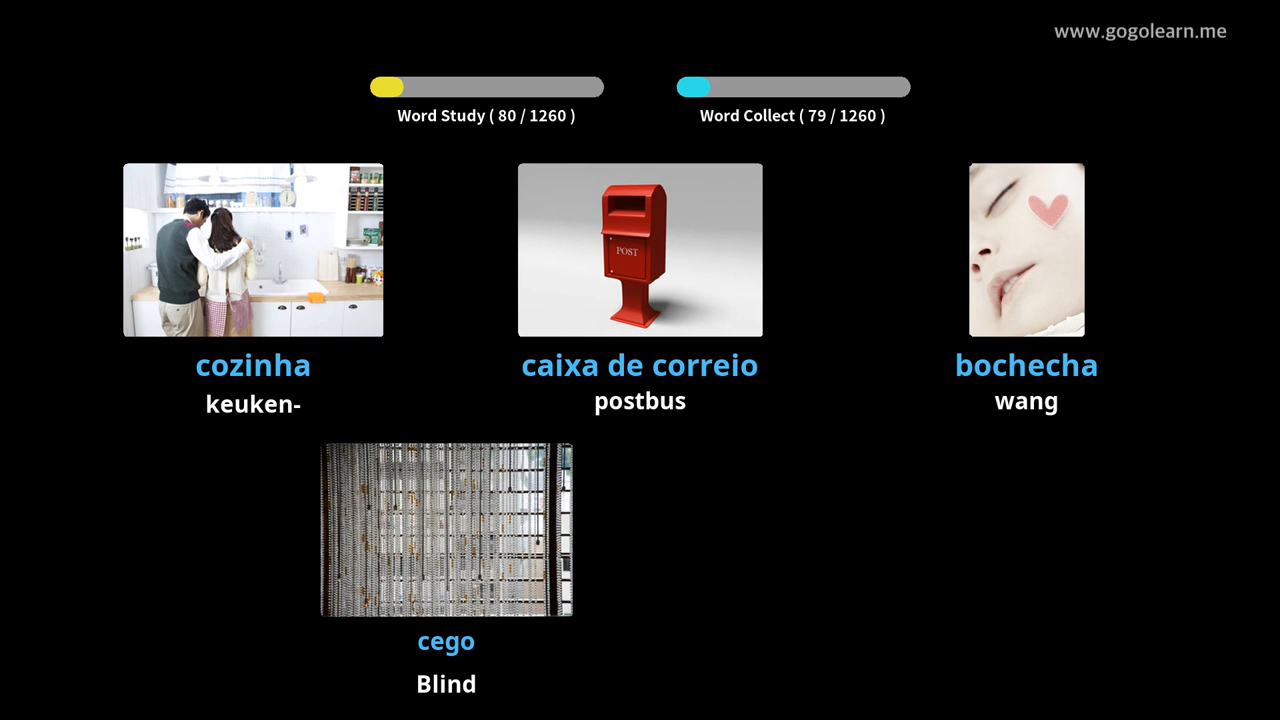 www.gogolearn.me
Word Study ( 80 / 1260 )
Word Collect ( 79 / 1260 )
POST
cozinha
keuken-
caixa de correio
postbus
bochecha
wang
cego
Blind